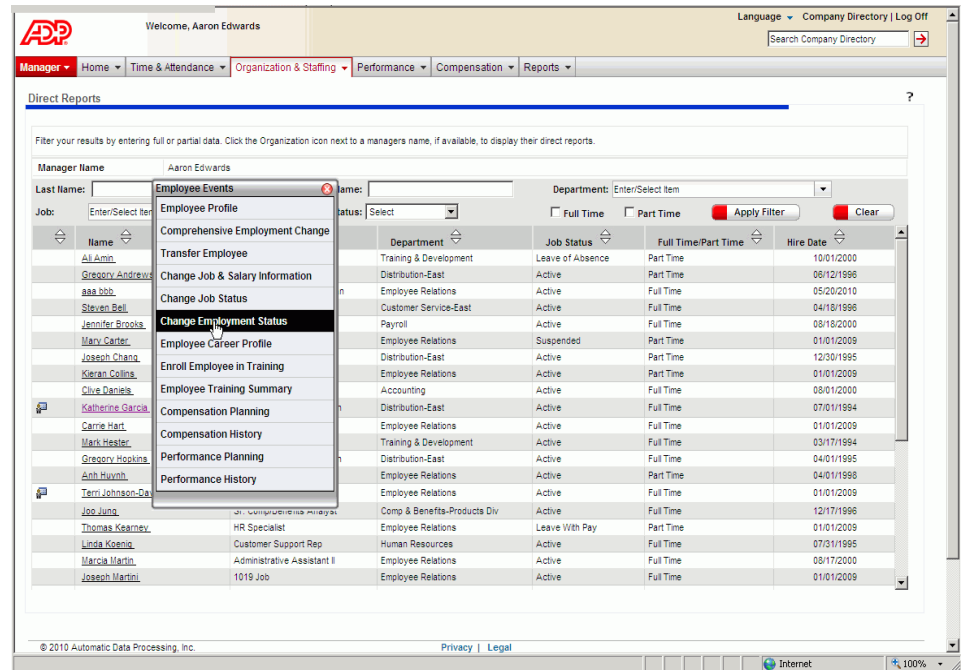 Language Company Directory | Log Off
ADP
Welcome, Aaron Edwards
Search Company Directory
Manager Home Time & Attendance Organization & Staffing Performance Compensation Reports
Direct Reports ?
Filter your results by entering full or partial data. Click the Organization icon next to a managers name, if available, to display their direct reports.
Manager Name Aaron Edwards
Last Name: Name: Department: Enter/Select Item
Job: Enter/Select Iter tatus: Select Full Time Part Time Apply Filter Clear
Employee Events
Employee Profile
Comprehensive Employment Change
Transfer Employee
Change Job & Salary Information
Change Job Status
Change Employment Status
Employee Career Profile
Enroll Employee in Training
Employee Training Summary
Compensation Planning
Compensation History
Performance Planning
Performance History
Name Department Job Status Full Time/Part Time Hire Date
Ali Amin Training & Development Leave of Absence Part Time 10/01/2000
Gregory Andrews Distribution-East Active Part Time 06/12/1996
aaa bbb Employee Relations Active Full Time 05/20/2010
Steven Bell Customer Service-East Active Full Time 04/18/1996
Jennifer Brooks Payroll Active Full Time 08/18/2000
Mary Carter Employee Relations Suspended Part Time 01/01/2009
Joseph Chang Distribution-East Active Part Time 12/30/1995
Kieran Collins Employee Relations Active Part Time 01/01/2009
Clive Daniels Accounting Active Full Time 08/01/2000
Katherine Garcia Distribution-East Active Full Time 07/01/1994
Carrie Hart Employee Relations Active Full Time 01/01/2009
Mark Hester Training & Development Active Full Time 03/17/1994
Gregory Hopkins Distribution-East Active Full Time 04/01/1995
Anh Huynh Employee Relations Active Part Time 04/01/1998
Terri Johnson-Dav Employee Relations Active Full Time 01/01/2009
Joo Jung Sr. Comp/Benefits Analyst Comp & Benefits-Products Div Active Full Time 12/17/1996
Thomas Kearney HR Specialist Employee Relations Leave With Pay Part Time 01/01/2009
Linda Koenig Customer Support Rep Human Resources Active Full Time 07/31/1995
Marcia Martin Administrative Assistant II Employee Relations Active Full Time 08/17/2000
Joseph Martini 1019 Job Employee Relations Active Full Time 01/01/2009
© 2010 Automatic Data Processing, Inc. Privacy | Legal
Internet 100%